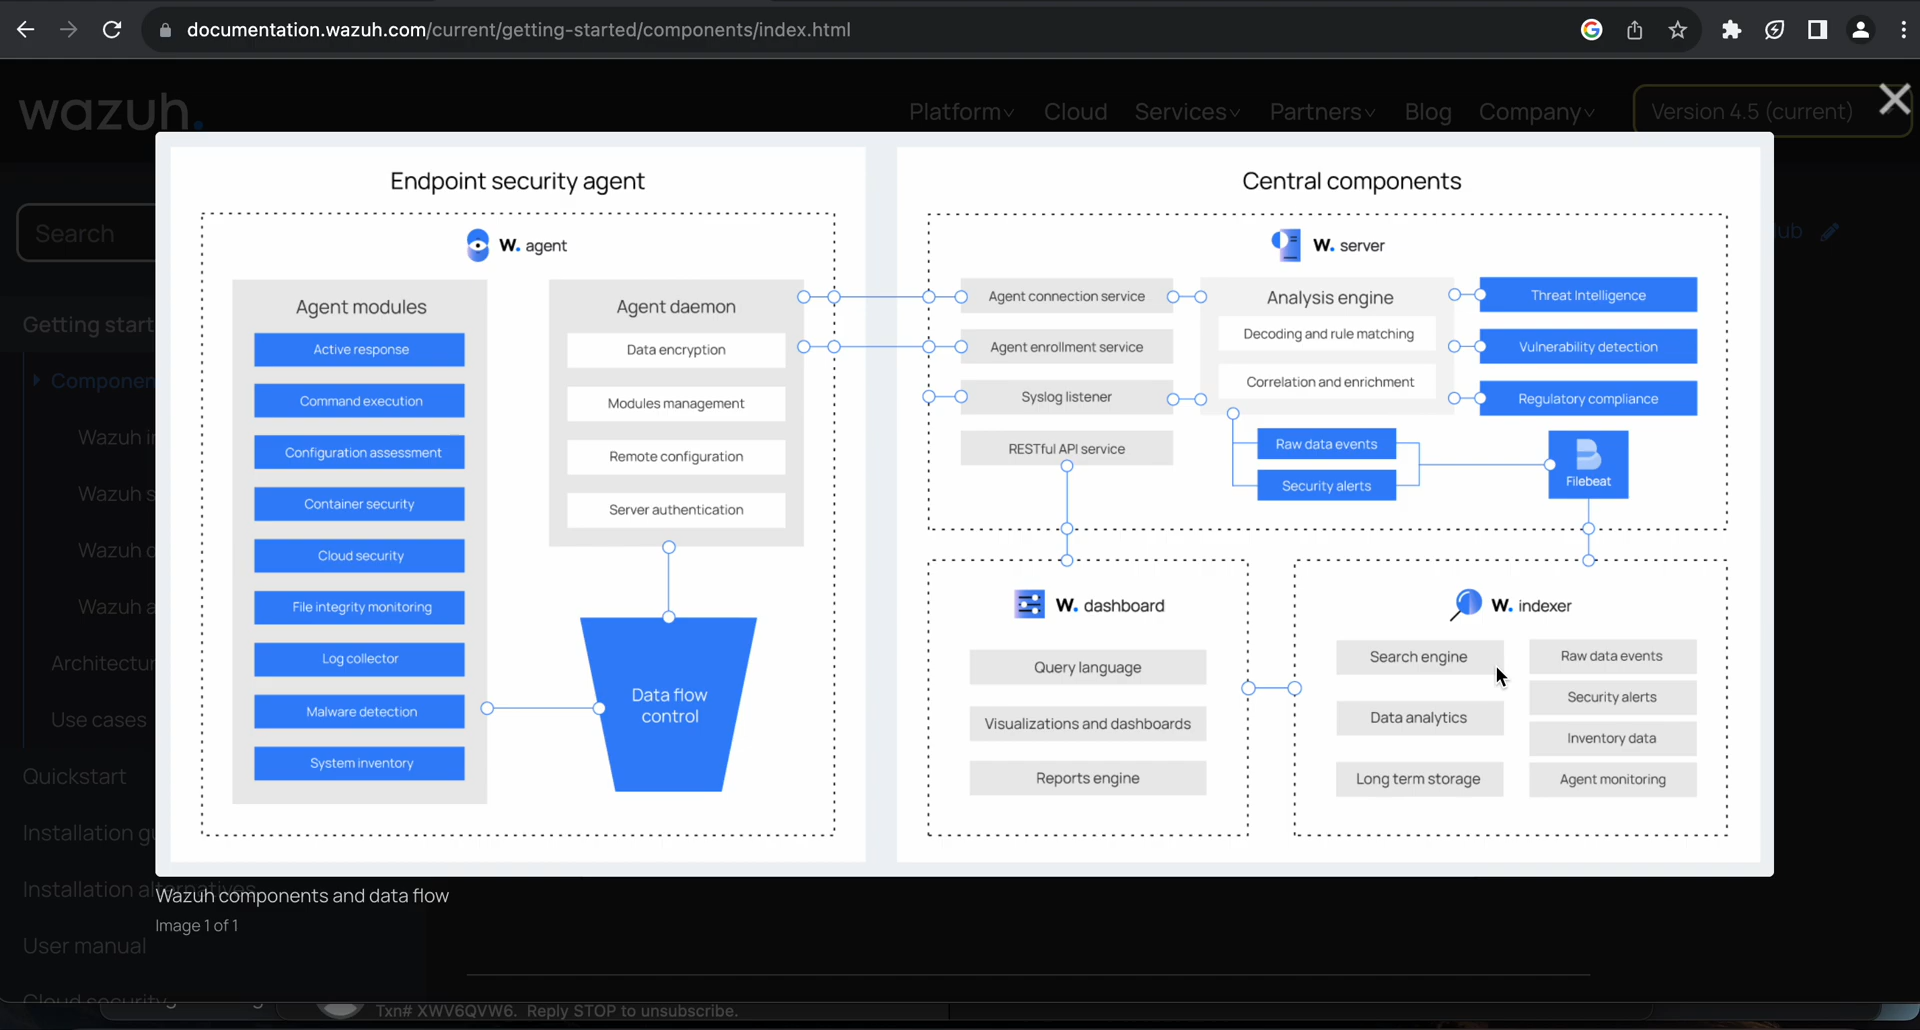 documentation.wazuh.com/current/getting-started/components/index.html
wazuh.
Platform
Cloud
Services
Partners
Blog
Company
Version 4.5 (current)
Search
Getting start
Componen
Wazuh i
Wazuh s
Wazuh
Wazuh a
Architectur
Use cases
Quickstart
Installation gu
Installation alternatives
User manual
Cloud security
Endpoint security agent
W. agent
Agent modules
Active response
Command execution
Configuration assessment
Container security
Cloud security
File integrity monitoring
Log collector
Malware detection
System inventory
Agent daemon
Data encryption
Modules management
Remote configuration
Server authentication
Data flow
control
Central components
W. server
Agent connection service
Agent enrollment service
Syslog listener
RESTful API service
Analysis engine
Decoding and rule matching
Correlation and enrichment
Threat Intelligence
Vulnerability detection
Regulatory compliance
Raw data events
Security alerts
Filebeat
W. dashboard
Query language
Visualizations and dashboards
Reports engine
W. indexer
Search engine
Data analytics
Long term storage
Raw data events
Security alerts
Inventory data
Agent monitoring
ub
Wazuh components and data flow
Image 1 of 1
Txn# XWV6QVW6. Reply STOP to unsubscribe.